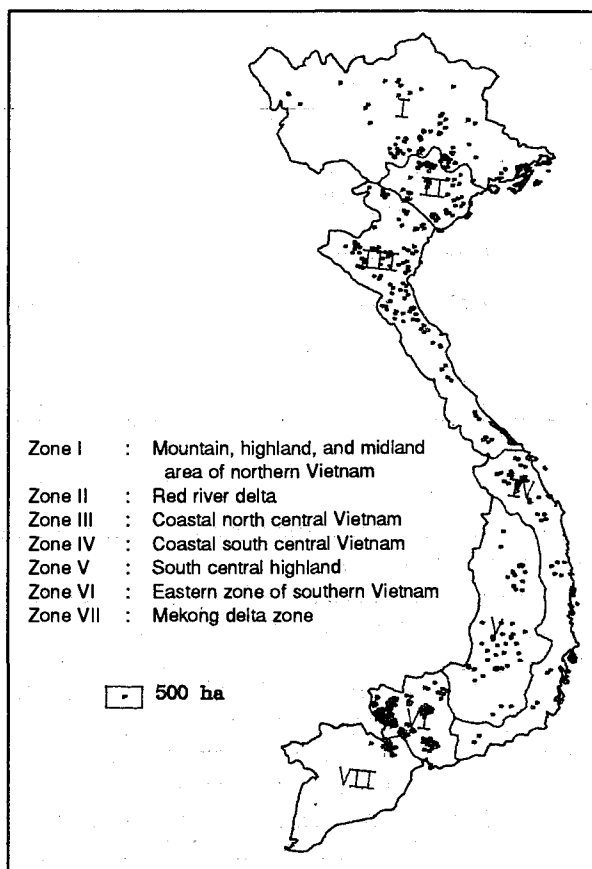 I
II
III
Zone I : Mountain, highland, and midland
area of northern Vietnam
Zone II : Red river delta
Zone III : Coastal north central Vietnam
Zone IV : Coastal south central Vietnam
Zone V : South central highland
Zone VI : Eastern zone of southern Vietnam
Zone VII : Mekong delta zone
IV
V
500 ha
VI
VII